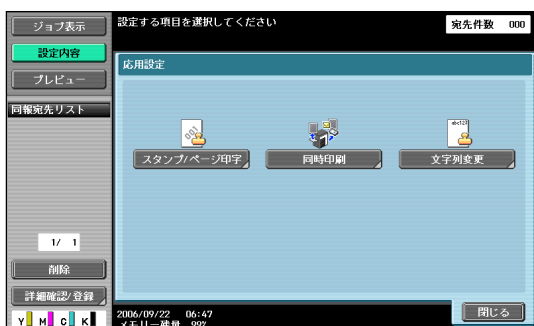 ジョブ表示
設定する項目を選択してください
宛先件数 000
設定内容
応用設定
プレビュー
同報宛先リスト
abc123
スタンプ/ページ印字
同時印刷
文字列変更
1/ 1
削除
詳細確認/登録
閉じる
2006/09/22 06:47
Y M C K
メモリー残量 99%